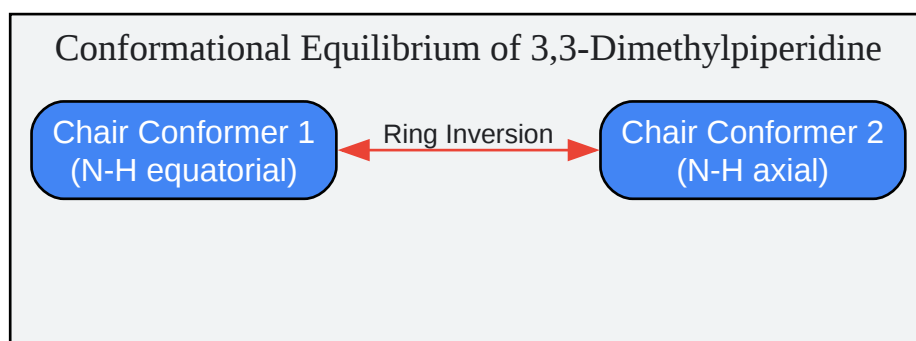 Conformational Equilibrium of 3,3-Dimethylpiperidine
Chair Conformer 1
(N-H equatorial)
Ring Inversion
Chair Conformer 2
(N-H axial)